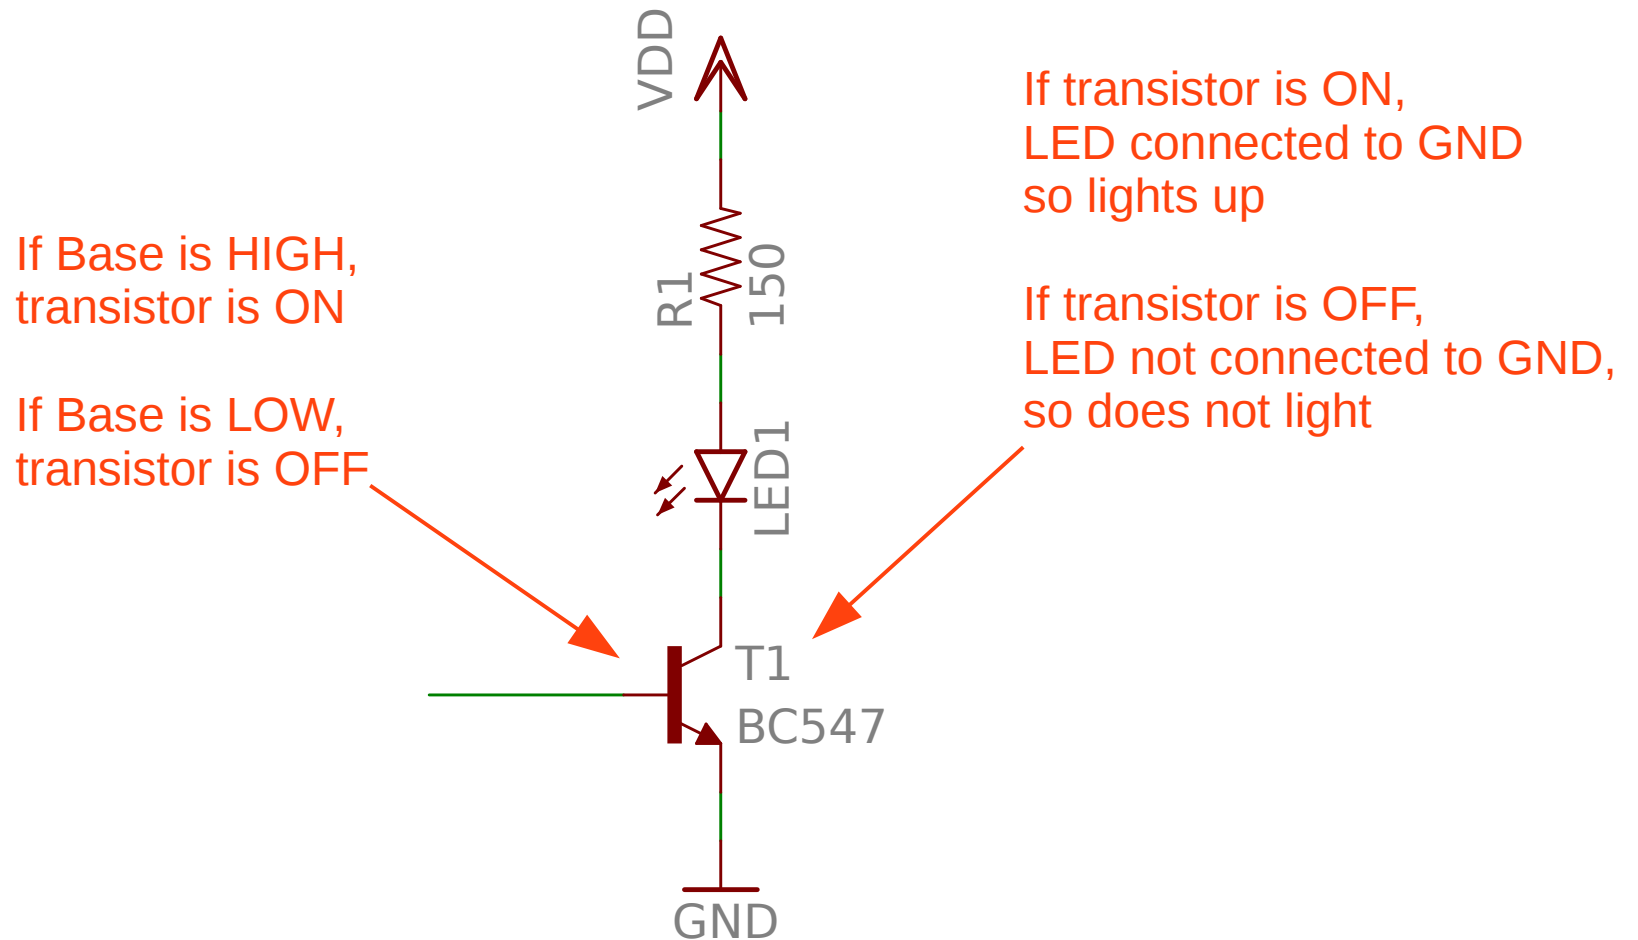 VDD
If transistor is ON,
LED connected to GND
so lights up
If Base is HIGH,
transistor is ON
R1
150
If transistor is OFF,
LED not connected to GND,
so does not light
If Base is LOW,
transistor is OFF
LED1
T1
BC547
GND